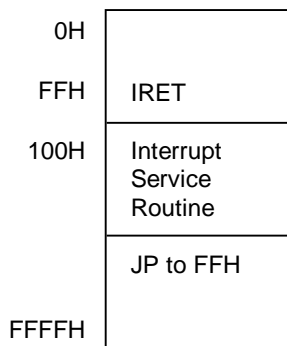 0H
FFH IRET
100H Interrupt
Service
Routine
JP to FFH
FFFFH